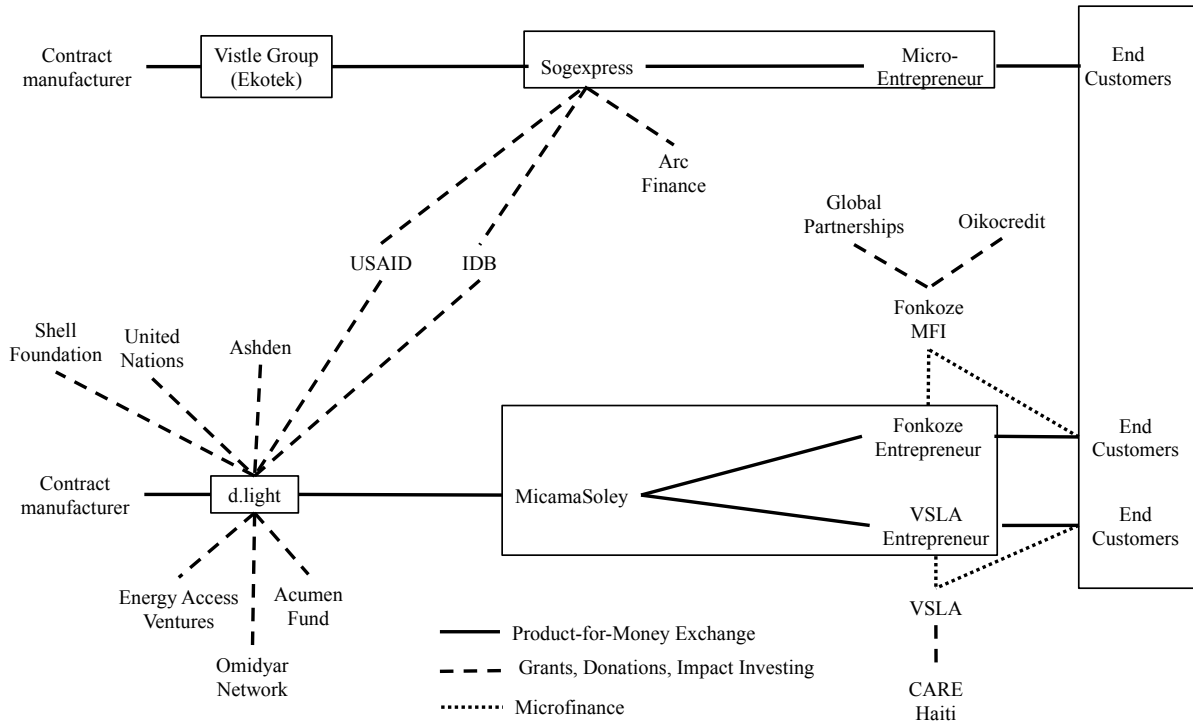 Contract
manufacturer
Vistle Group
(Ekotek)
Sogexpress
Micro-
Entrepreneur
End
Customers
Arc
Finance
Global
Partnerships
Oikocredit
USAID
IDB
Fonkoze
MFI
Shell
Foundation
United
Nations
Ashden
Fonkoze
Entrepreneur
End
Customers
Contract
manufacturer
d.light
MicamaSoley
VSLA
Entrepreneur
End
Customers
Energy Access
Ventures
Acumen
Fund
Omidyar
Network
VSLA
CARE
Haiti
Product-for-Money Exchange
Grants, Donations, Impact Investing
Microfinance